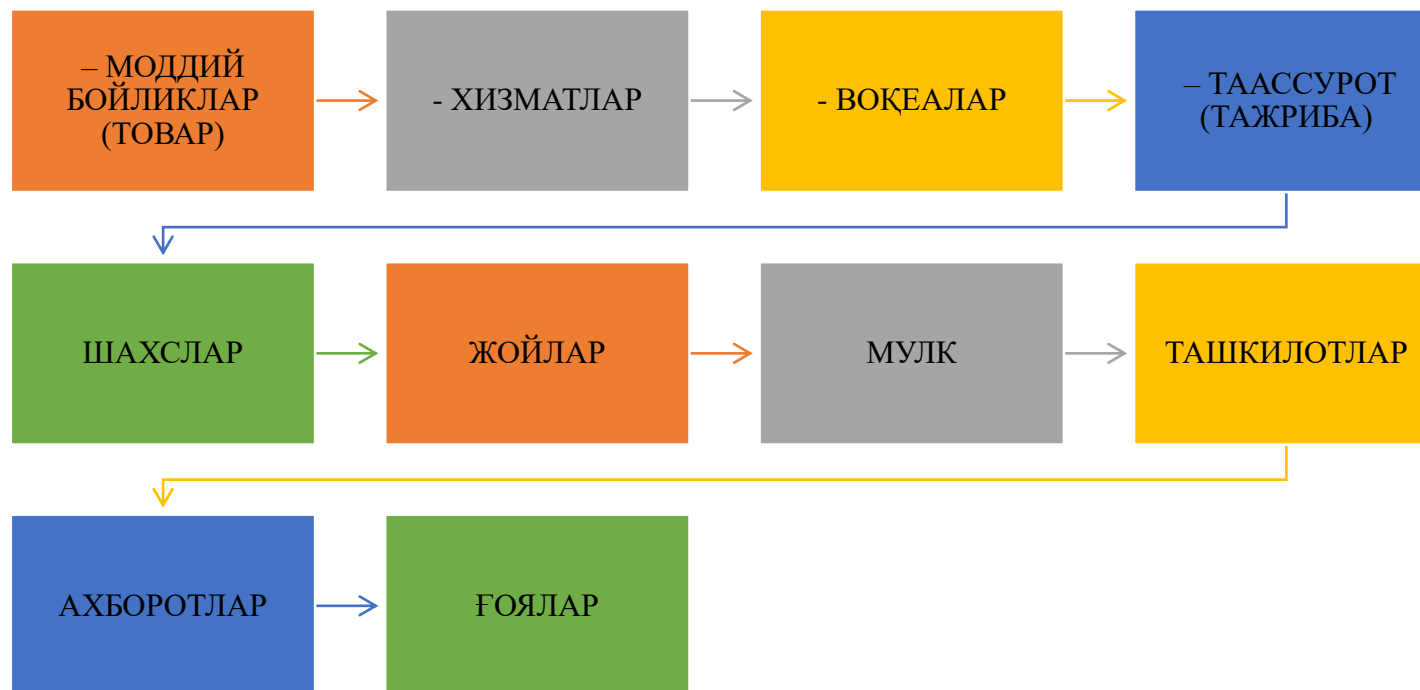 – МОДДИЙ
БОЙЛИКЛАР
(ТОВАР)
- ХИЗМАТЛАР
- ВОҚЕАЛАР
– ТААССУРОТ
(ТАЖРИБА)
ШАХСЛАР
ЖОЙЛАР
МУЛК
ТАШКИЛОТЛАР
АХБОРОТЛАР
ҒОЯЛАР